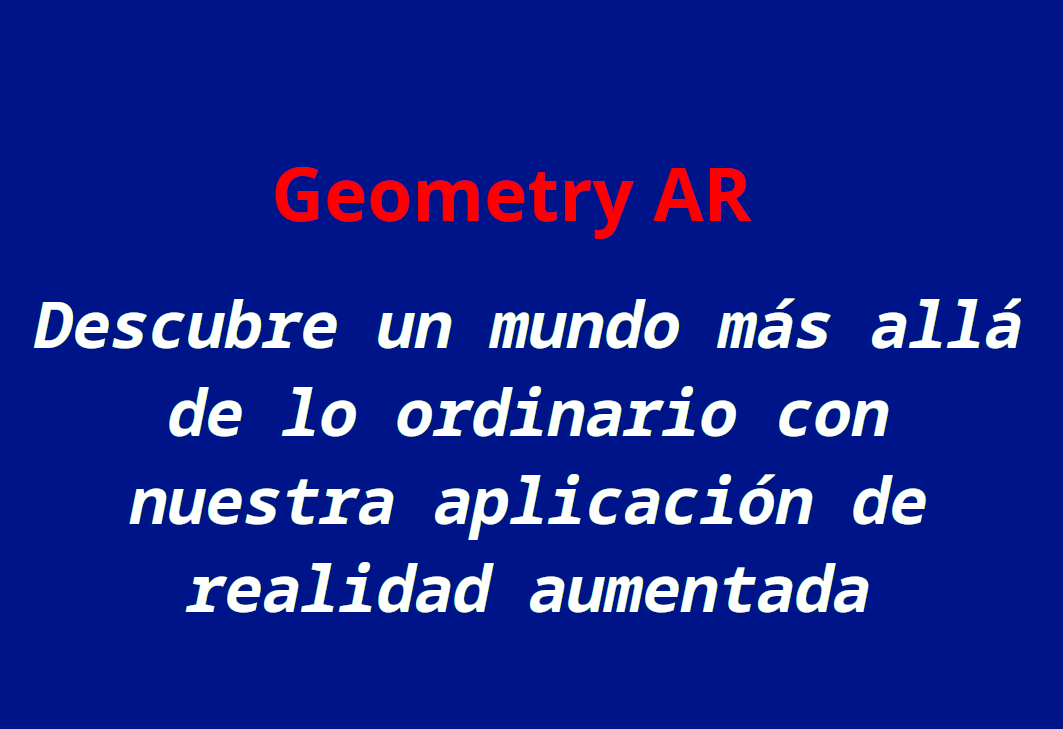 Geometry AR
Descubre un mundo más allá
de lo ordinario con
nuestra aplicación de
realidad aumentada